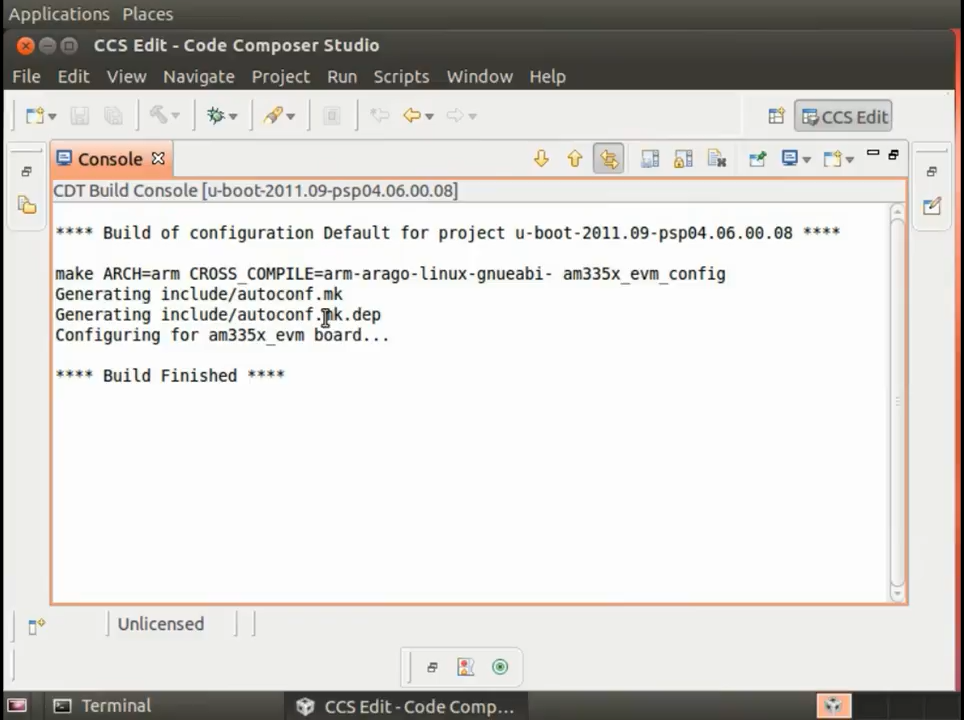 Applications Places
CCS Edit - Code Composer Studio
File Edit View Navigate Project Run Scripts Window Help
CCS Edit
Console
CDT Build Console [u-boot-2011.09-psp04.06.00.08]
**** Build of configuration Default for project u-boot-2011.09-psp04.06.00.08 ****
make ARCH=arm CROSS_COMPILE=arm-arago-linux-gnueabi- am335x_evm_config
Generating include/autoconf.mk
Generating include/autoconf.mk.dep
Configuring for am335x_evm board...
**** Build Finished ****
Unlicensed
Terminal
CCS Edit - Code Comp...